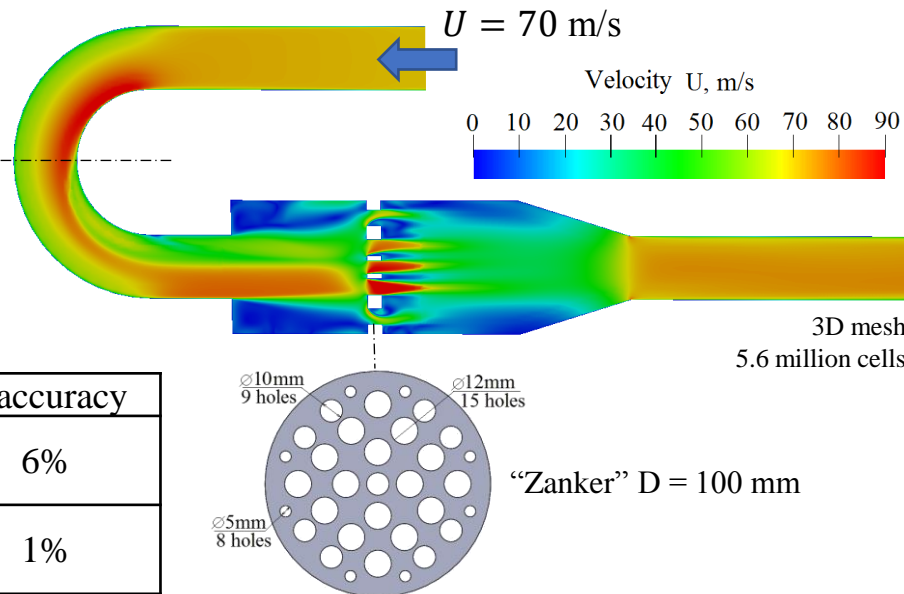 U = 70 m/s
Velocity U, m/s
0 10 20 30 40 50 60 70 80 90
3D mesh
5.6 million cells
accuracy
6%
1%
⌀10mm
9 holes
⌀12mm
15 holes
⌀5mm
8 holes
“Zanker” D = 100 mm